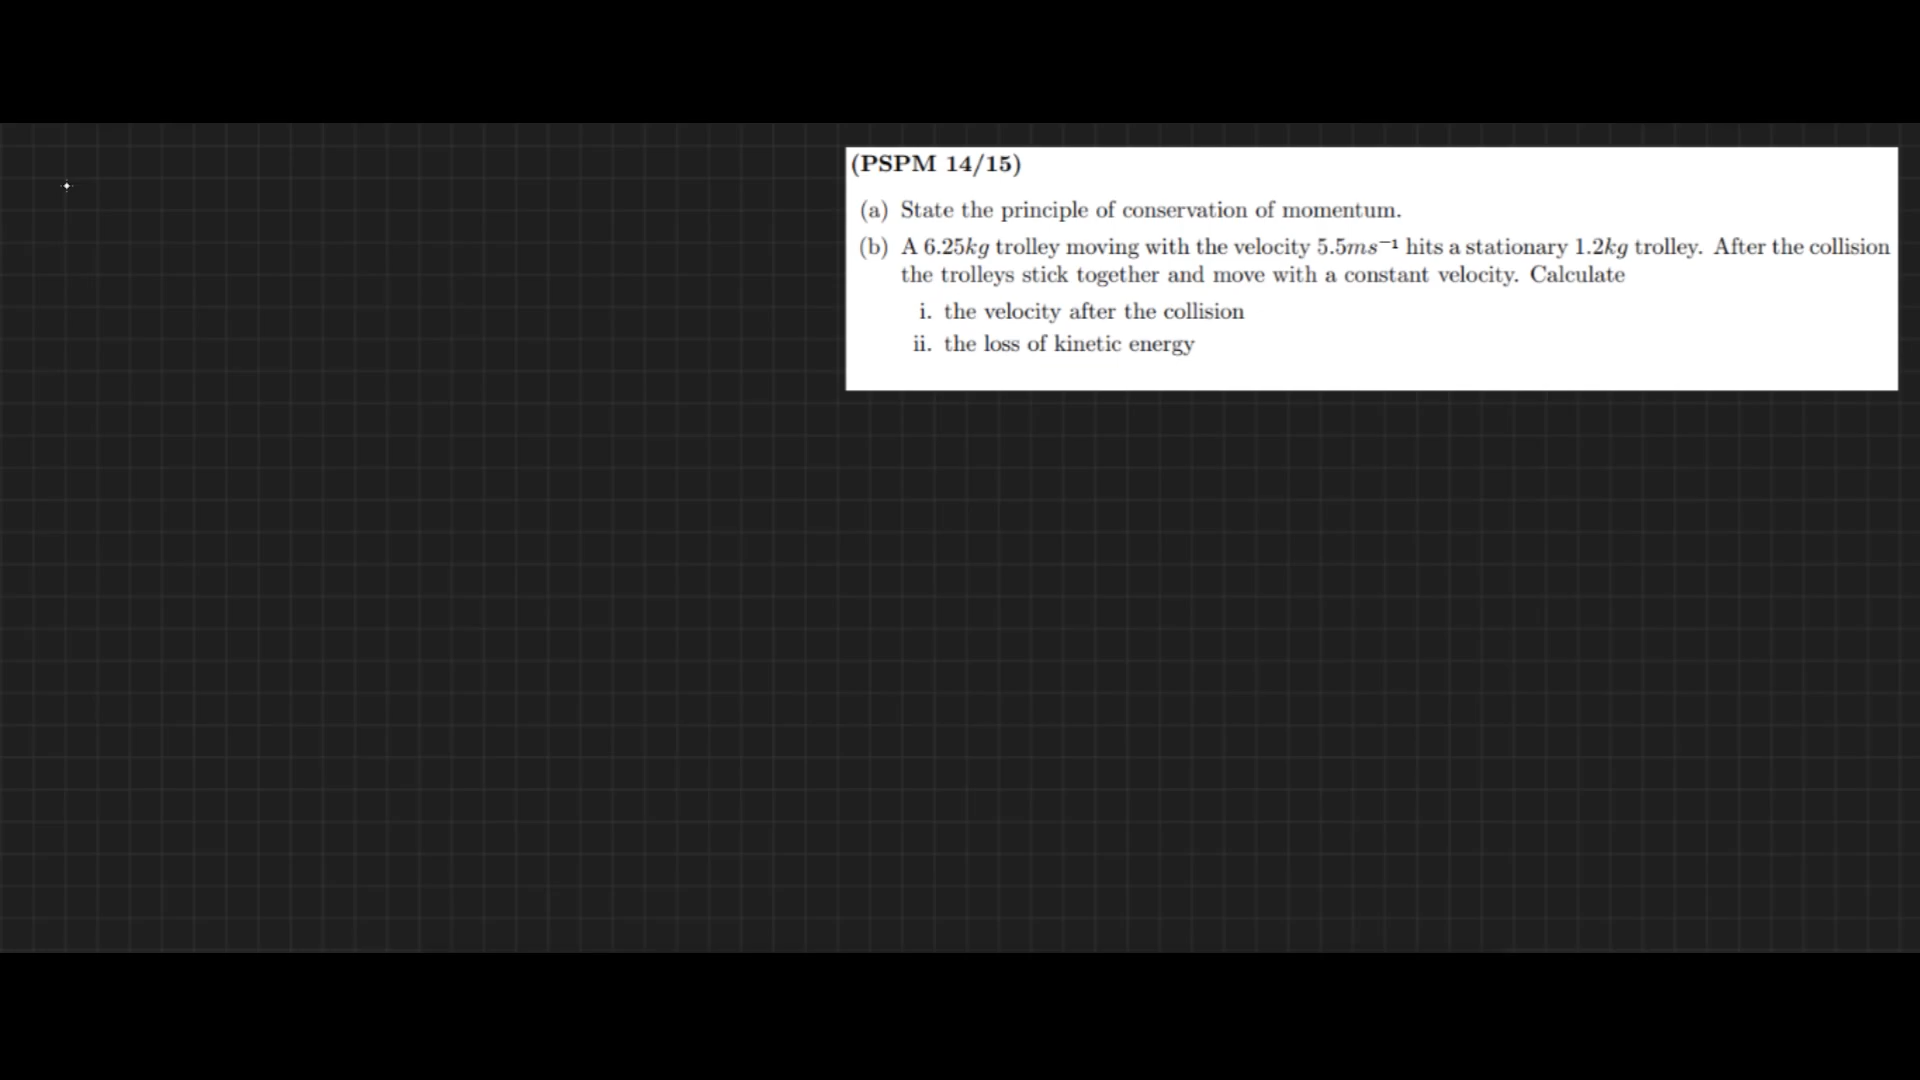 (PSPM 14/15)
(a) State the principle of conservation of momentum.
(b) A 6.25kg trolley moving with the velocity 5.5ms⁻¹ hits a stationary 1.2kg trolley. After the collision
the trolleys stick together and move with a constant velocity. Calculate
i. the velocity after the collision
ii. the loss of kinetic energy